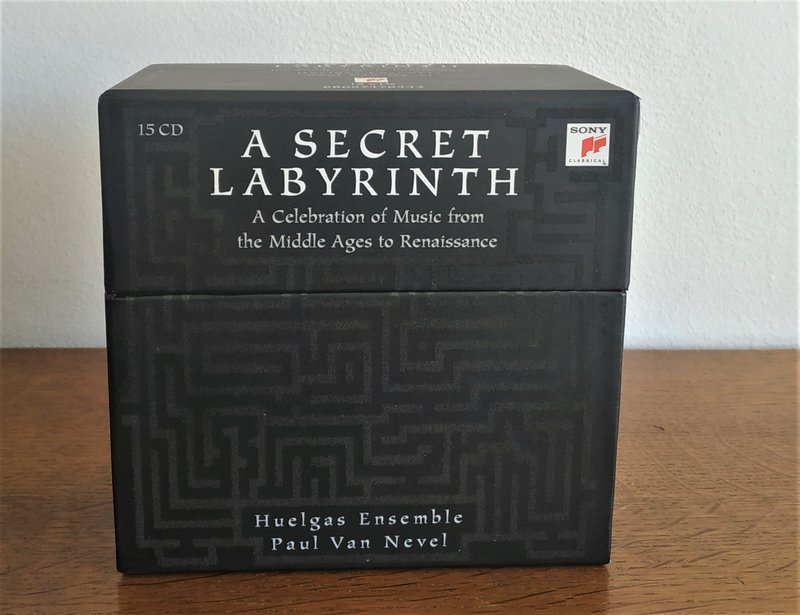 LABYRINTH
15 CD
A SECRET
LABYRINTH
A Celebration of Music from
the Middle Ages to Renaissance
SONY
CLASSICAL
Huelgas Ensemble
Paul Van Nevel